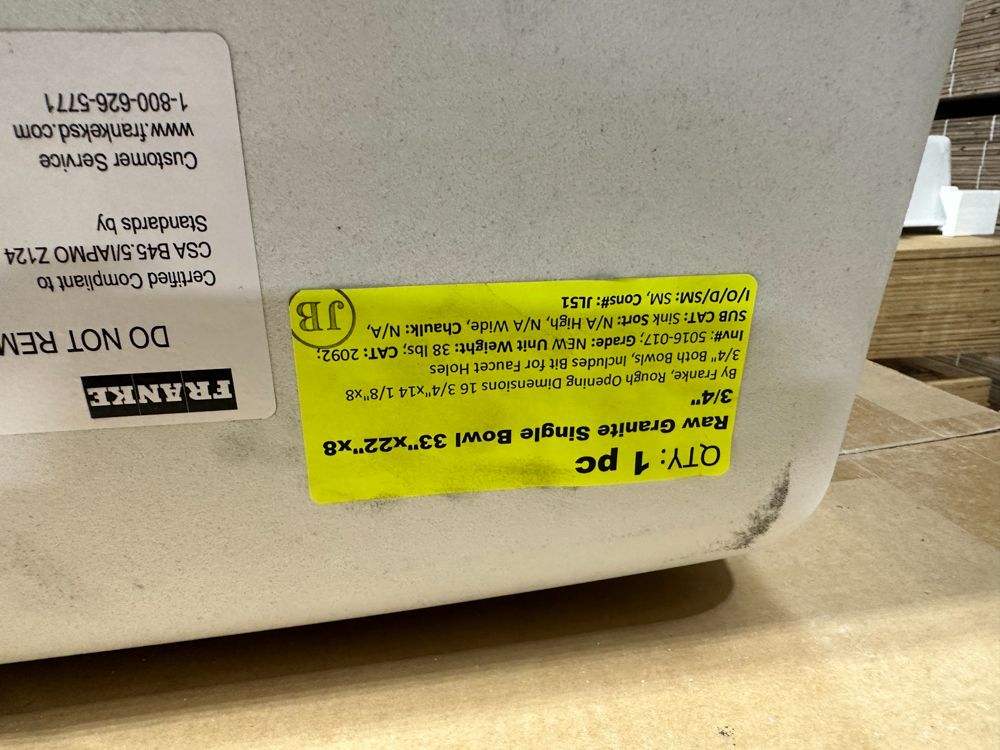 FRANKE
DO NOT REM
Certified Compliant to
CSA B45.5/IAPMO Z124
Standards by
Customer Service
www.frankeksd.com
1-800-626-5771
QTY: 1 pc
Raw Granite Single Bowl 33"x22"x8
3/4"
By Franke, Rough Opening Dimensions 16 3/4"x14 1/8"x8
3/4" Both Bowls, Includes Bit for Faucet Holes
Inv#: 5016-017; Grade: NEW Unit Weight: 38 lbs; CAT: 2092;
SUB CAT: Sink Sort: N/A High, N/A Wide, Chaulk: N/A,
I/O/D/SM: SM, Cons#: JL51
JB